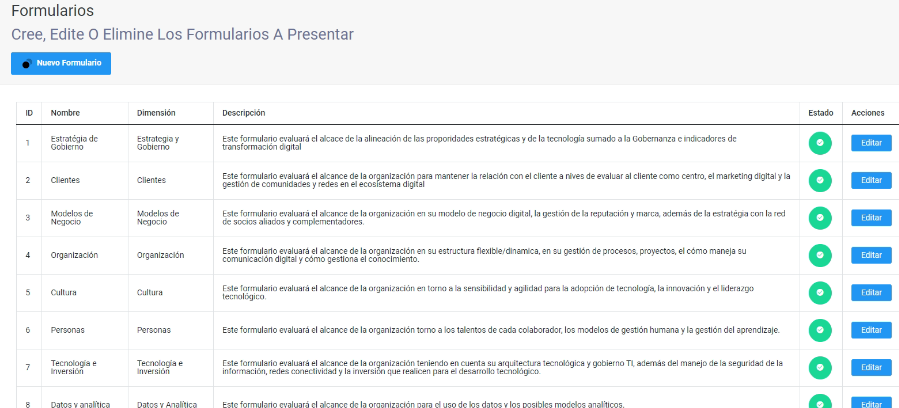 Formularios
Cree, Edite O Elimine Los Formularios A Presentar
Nuevo Formulario
ID Nombre Dimensión Descripción Estado Acciones
1 Estratégia de Gobierno Estrategia y Gobierno Este formulario evaluará el alcace de la alineación de las proporidades estratégicas y de la tecnología sumado a la Gobernanza e indicadores de transformación digital Editar
2 Clientes Clientes Este formulario evaluará el alcance de la organización para mantener la relación con el cliente a nives de evaluar al cliente como centro, el marketing digital y la gestión de comunidades y redes en el ecosistema digital Editar
3 Modelos de Negocio Modelos de Negocio Este formulario evaluará el alcance de la organización en su modelo de negocio digital, la gestión de la reputación y marca, además de la estratégia con la red de socios aliados y complementadores. Editar
4 Organización Organización Este formulario evaluará el alcance de la organización en su estructura flexible/dinamica, en su gestión de procesos, proyectos, el cómo maneja su comunicación digital y cómo gestiona el conocimiento. Editar
5 Cultura Cultura Este formulario evaluará el alcance de la organización en torno a la sensibilidad y agilidad para la adopción de tecnología, la innovación y el liderazgo tecnológico. Editar
6 Personas Personas Este formulario evaluará el alcance de la organización torno a los talentos de cada colaborador, los modelos de gestión humana y la gestión del aprendizaje. Editar
7 Tecnología e Inversión Tecnología e Inversión Este formulario evaluará el alcance de la organización teniendo en cuenta su arquitectura tecnológica y gobierno TI, además del manejo de la seguridad de la información, redes conectividad y la inversión que realicen para el desarrollo tecnológico. Editar
8 Datos y analítica Datos y Analítica Este formulario evaluará el alcance de la organización para el uso de los datos y los posibles modelos analíticos. Editar